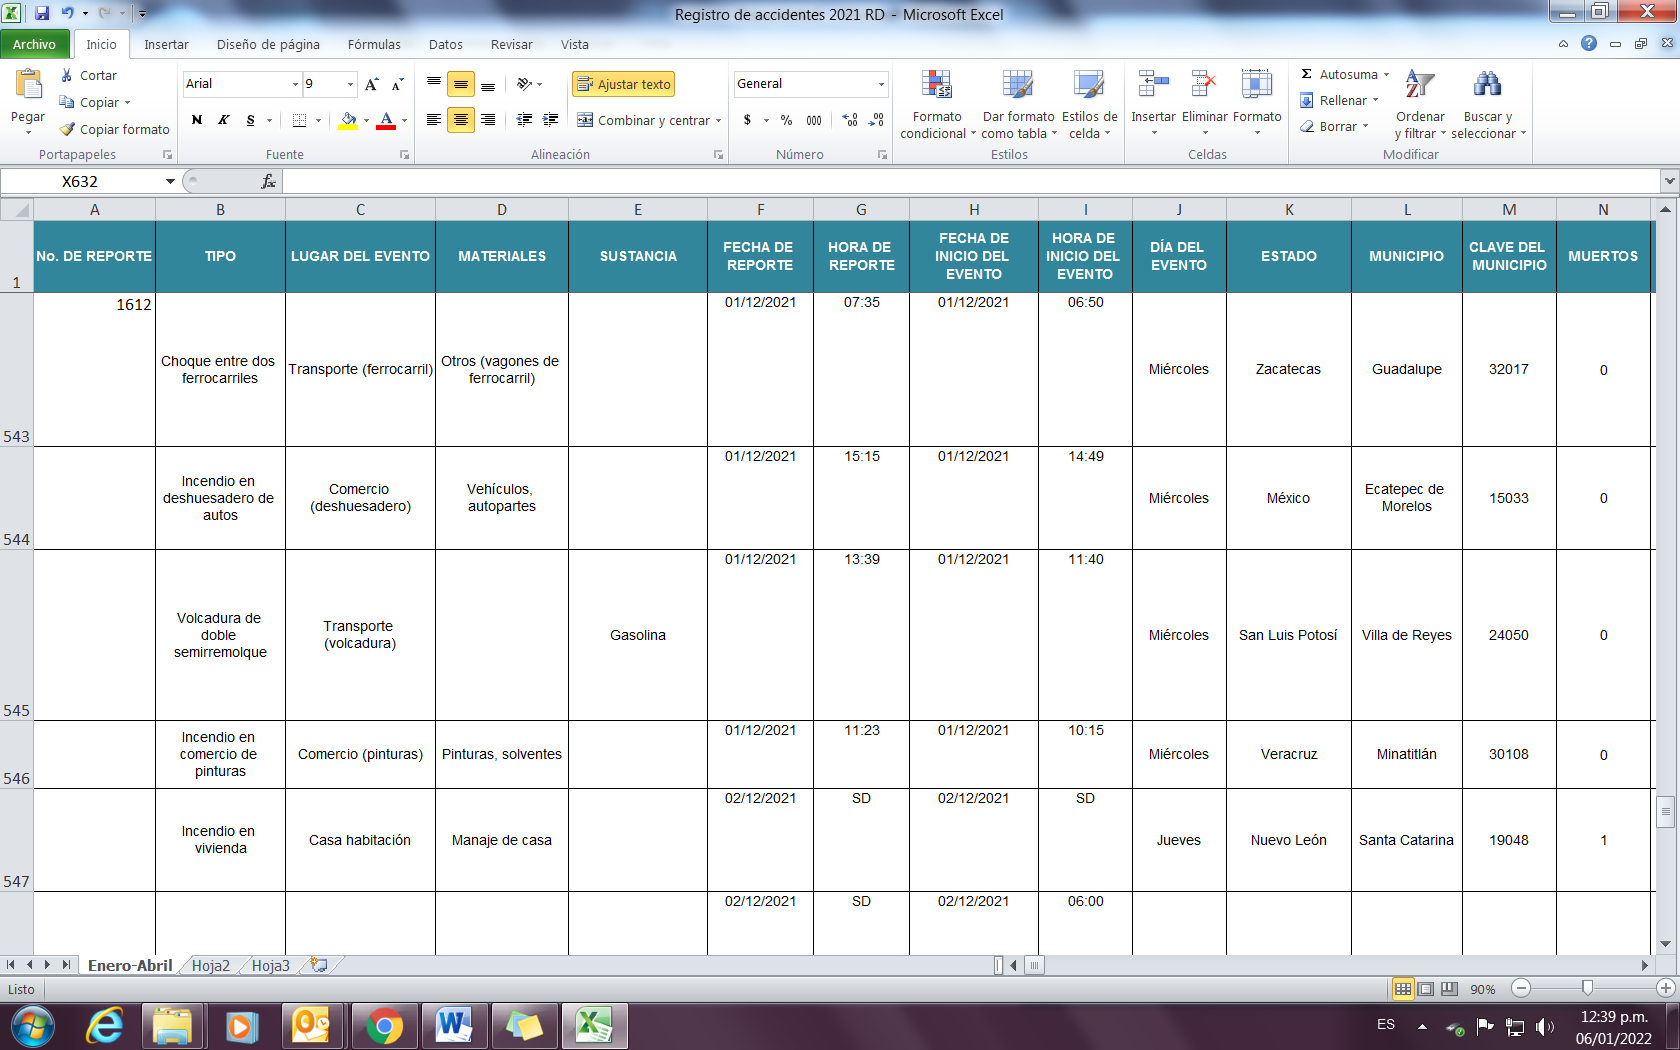 Registro de accidentes 2021 RD - Microsoft Excel
Archivo Inicio Insertar Diseño de página Fórmulas Datos Revisar Vista
Pegar
Cortar
Copiar
Copiar formato
Portapapeles
Arial 9
N K S A A A
Fuente
Ajustar texto
Combinar y centrar
Alineación
General
$ % 000
Número
Formato condicional
Dar formato como tabla
Estilos de celda
Estilos
Insertar Eliminar Formato
Celdas
Σ Autosuma
Rellenar
Borrar
Ordenar y filtrar
Buscar y seleccionar
Modificar
X632 fx
A B C D E F G H I J K L M N
1 No. DE REPORTE TIPO LUGAR DEL EVENTO MATERIALES SUSTANCIA FECHA DE REPORTE HORA DE REPORTE FECHA DE INICIO DEL EVENTO HORA DE INICIO DEL EVENTO DÍA DEL EVENTO ESTADO MUNICIPIO CLAVE DEL MUNICIPIO MUERTOS
543 1612 Choque entre dos ferrocarriles Transporte (ferrocarril) Otros (vagones de ferrocarril) 01/12/2021 07:35 01/12/2021 06:50 Miércoles Zacatecas Guadalupe 32017 0
544 Incendio en deshuesadero de autos Comercio (deshuesadero) Vehículos, autopartes 01/12/2021 15:15 01/12/2021 14:49 Miércoles México Ecatepec de Morelos 15033 0
545 Volcadura de doble semirremolque Transporte (volcadura) Gasolina 01/12/2021 13:39 01/12/2021 11:40 Miércoles San Luis Potosí Villa de Reyes 24050 0
546 Incendio en comercio de pinturas Comercio (pinturas) Pinturas, solventes 01/12/2021 11:23 01/12/2021 10:15 Miércoles Veracruz Minatitlán 30108 0
547 Incendio en vivienda Casa habitación Manaje de casa 02/12/2021 SD 02/12/2021 SD Jueves Nuevo León Santa Catarina 19048 1
02/12/2021 SD 02/12/2021 06:00
Enero-Abril Hoja2 Hoja3
Listo 90%
ES 12:39 p.m.
06/01/2022